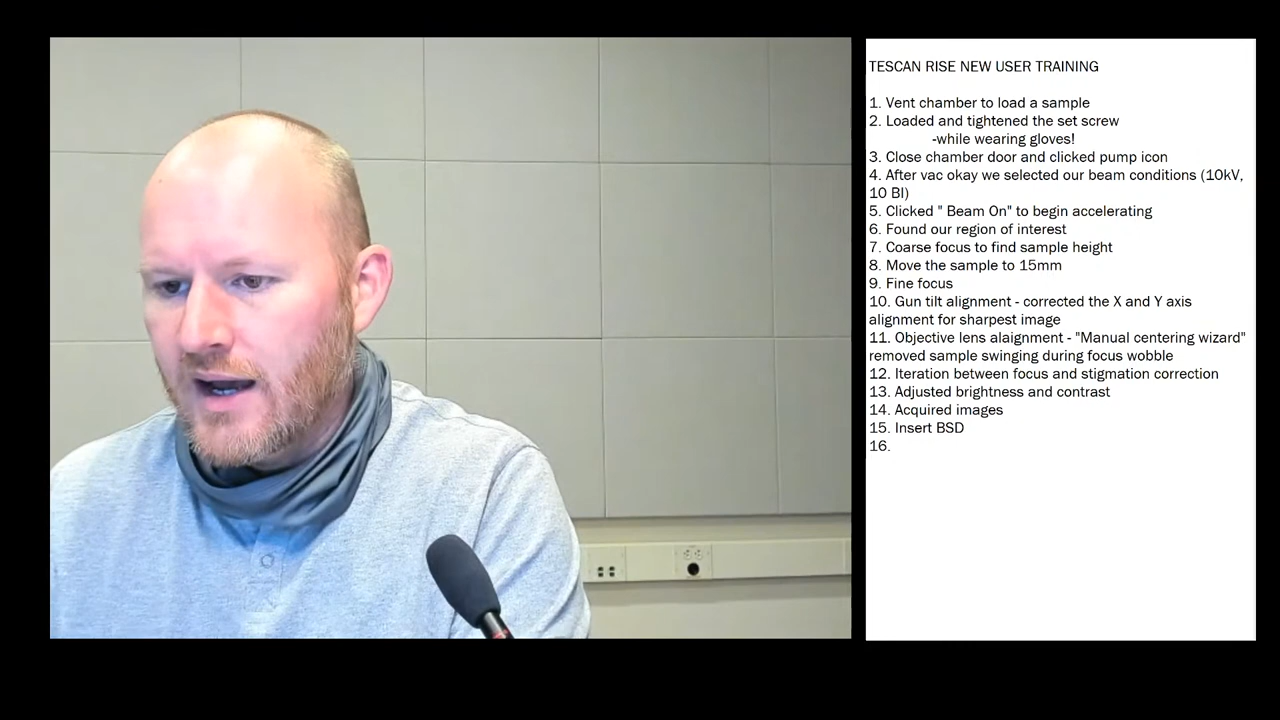 TESCAN RISE NEW USER TRAINING
1. Vent chamber to load a sample
2. Loaded and tightened the set screw
-while wearing gloves!
3. Close chamber door and clicked pump icon
4. After vac okay we selected our beam conditions (10kV,
10 BI)
5. Clicked " Beam On" to begin accelerating
6. Found our region of interest
7. Coarse focus to find sample height
8. Move the sample to 15mm
9. Fine focus
10. Gun tilt alignment - corrected the X and Y axis
alignment for sharpest image
11. Objective lens alaignment - "Manual centering wizard"
removed sample swinging during focus wobble
12. Iteration between focus and stigmation correction
13. Adjusted brightness and contrast
14. Acquired images
15. Insert BSD
16.